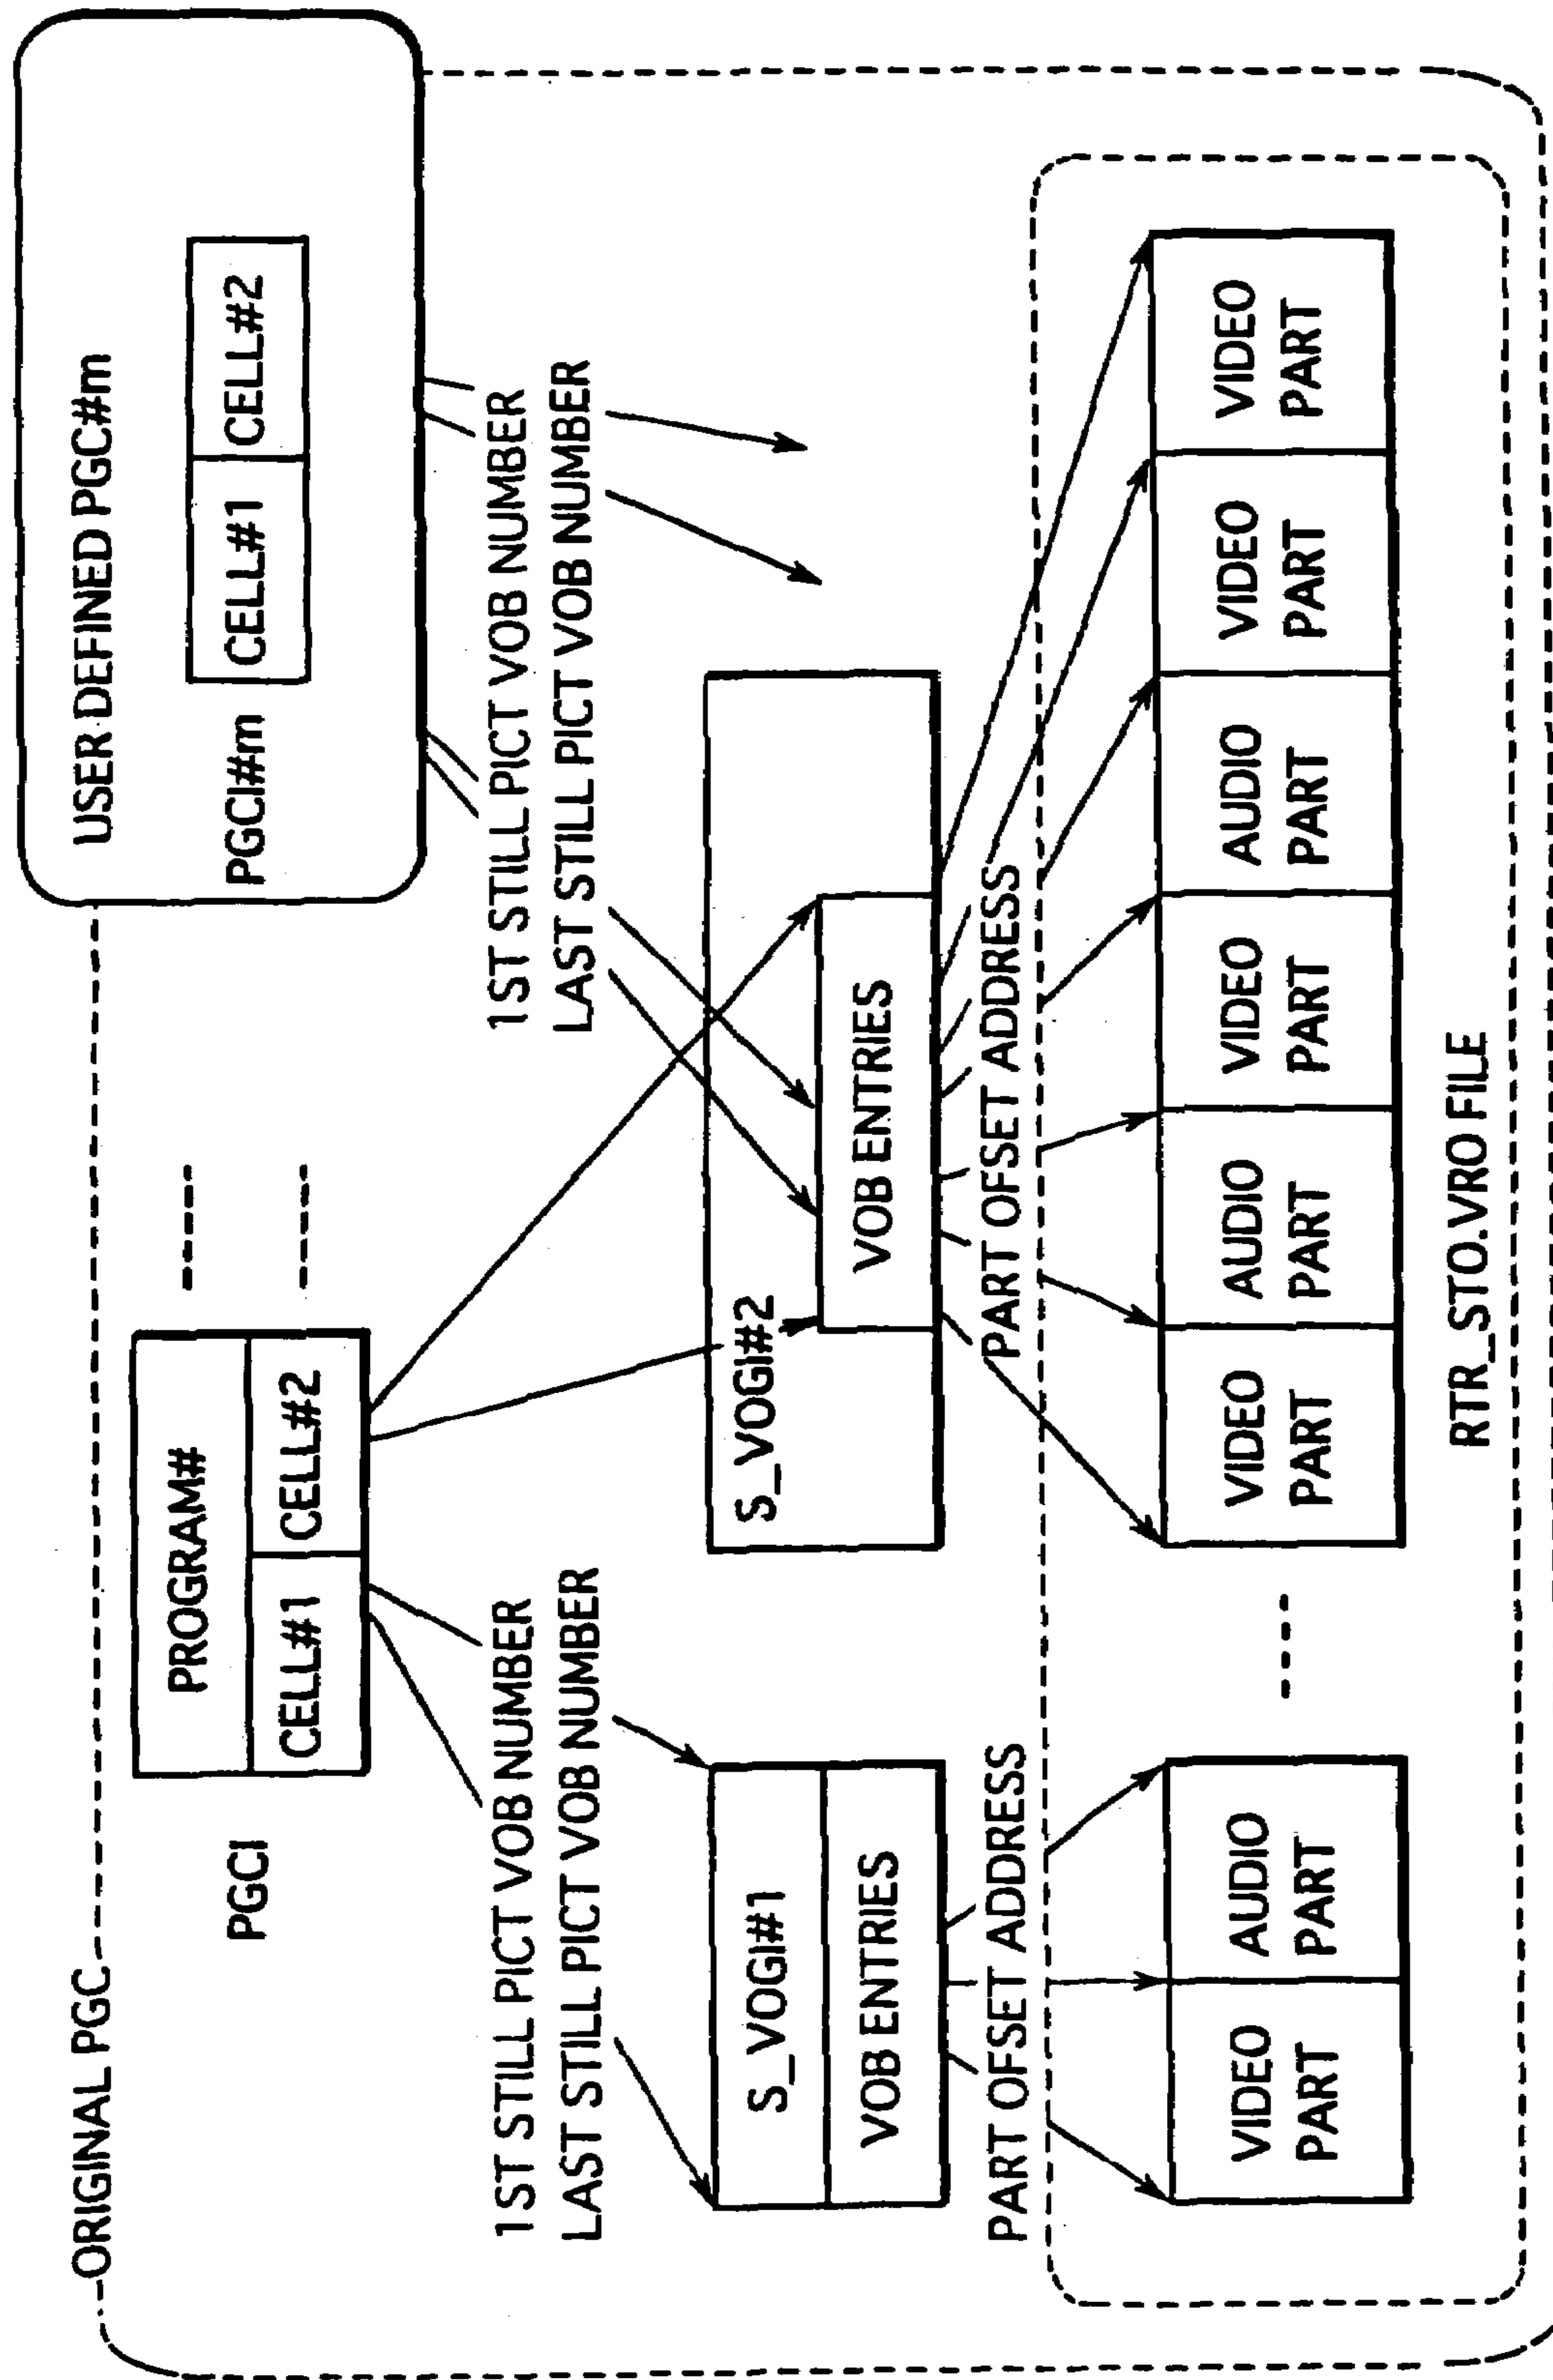 ORIGINAL PGC
USER DEFINED PGC#m
PGCI
PROGRAM#
CELL#1
CELL#2
PGCI#m
CELL#1
CELL#2
1ST STILL PICT VOB NUMBER
LAST STILL PICT VOB NUMBER
1ST STILL PICT VOB NUMBER
LAST STILL PICT VOB NUMBER
S_VOGI#1
VOB ENTRIES
S_VOGI#2
VOB ENTRIES
PART OFSET ADDRESS
PART OFSET ADDRESS
VIDEO
PART
AUDIO
PART
VIDEO
PART
AUDIO
PART
VIDEO
PART
AUDIO
PART
VIDEO
PART
VIDEO
PART
RTR_STO.VRO FILE